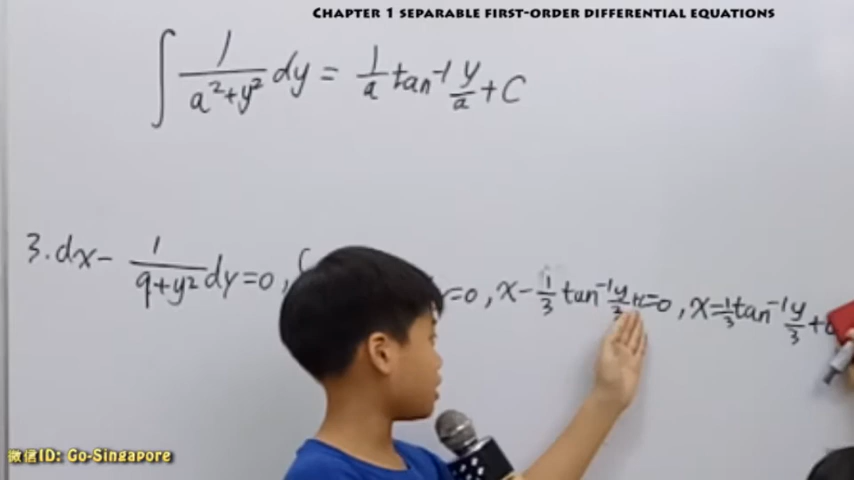 CHAPTER 1 SEPARABLE FIRST-ORDER DIFFERENTIAL EQUATIONS
∫ 1/(a²+y²) dy = 1/a tan⁻¹ y/a + C
3. dx - 1/(9+y²) dy=0, =0, x - 1/3 tan⁻¹ y/3 +c=0, x=1/3 tan⁻¹ y/3 +
微信ID: Go-Singapore